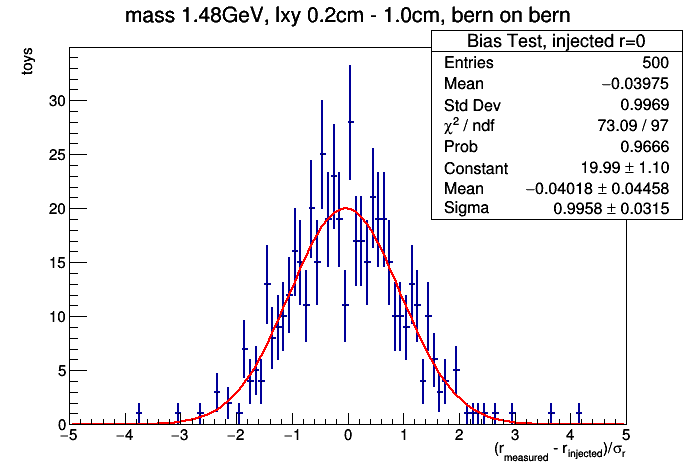 mass 1.48GeV, lxy 0.2cm - 1.0cm, bern on bern
Bias Test, injected r=0
Entries 500
Mean −0.03975
Std Dev 0.9969
χ² / ndf 73.09 / 97
Prob 0.9666
Constant 19.99 ± 1.10
Mean −0.04018 ± 0.04458
Sigma 0.9958 ± 0.0315
toys
30
25
20
15
10
5
0
−5 −4 −3 −2 −1 0 1 2 3 4 5
(r_measured - r_injected)/σ_r